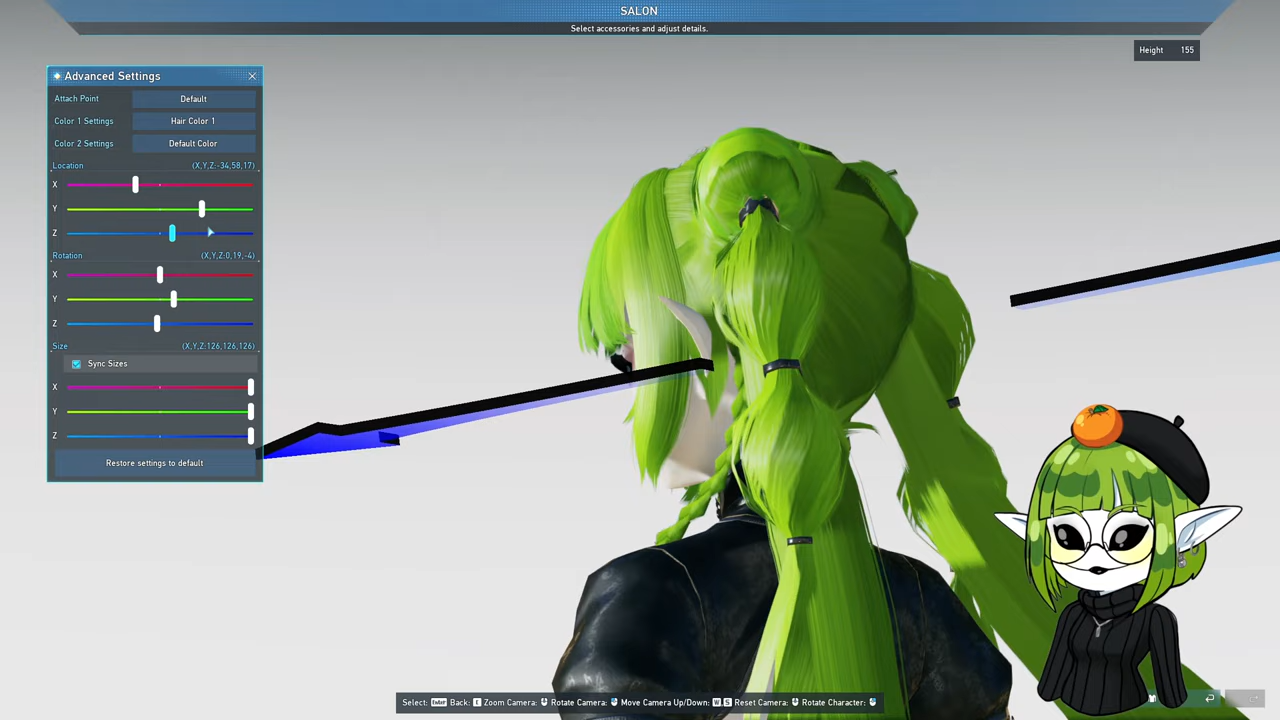 SALON
Select accessories and adjust details.
Height 155
Advanced Settings
Attach Point Default
Color 1 Settings Hair Color 1
Color 2 Settings Default Color
Location (X,Y,Z:-34,58,17)
X
Y
Z
Rotation (X,Y,Z:0,19,-4)
X
Y
Z
Size (X,Y,Z:126,126,126)
Sync Sizes
X
Y
Z
Restore settings to default
Select: Enter Back: E Zoom Camera: Rotate Camera: Move Camera Up/Down: W S Reset Camera: Rotate Character: